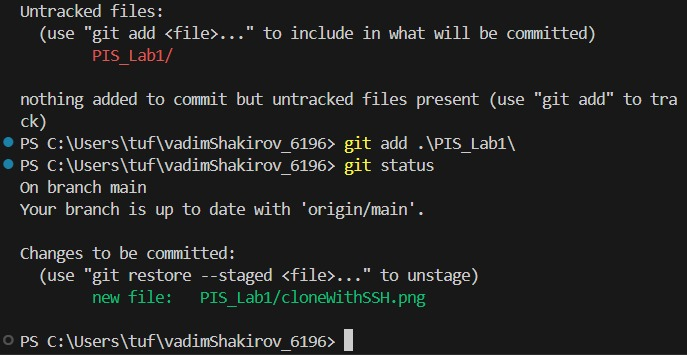 Untracked files:
  (use "git add <file>..." to include in what will be committed)
        PIS_Lab1/

nothing added to commit but untracked files present (use "git add" to tra
ck)
PS C:\Users\tuf\vadimShakirov_6196> git add .\PIS_Lab1\
PS C:\Users\tuf\vadimShakirov_6196> git status
On branch main
Your branch is up to date with 'origin/main'.

Changes to be committed:
  (use "git restore --staged <file>..." to unstage)
        new file:   PIS_Lab1/cloneWithSSH.png

PS C:\Users\tuf\vadimShakirov_6196>